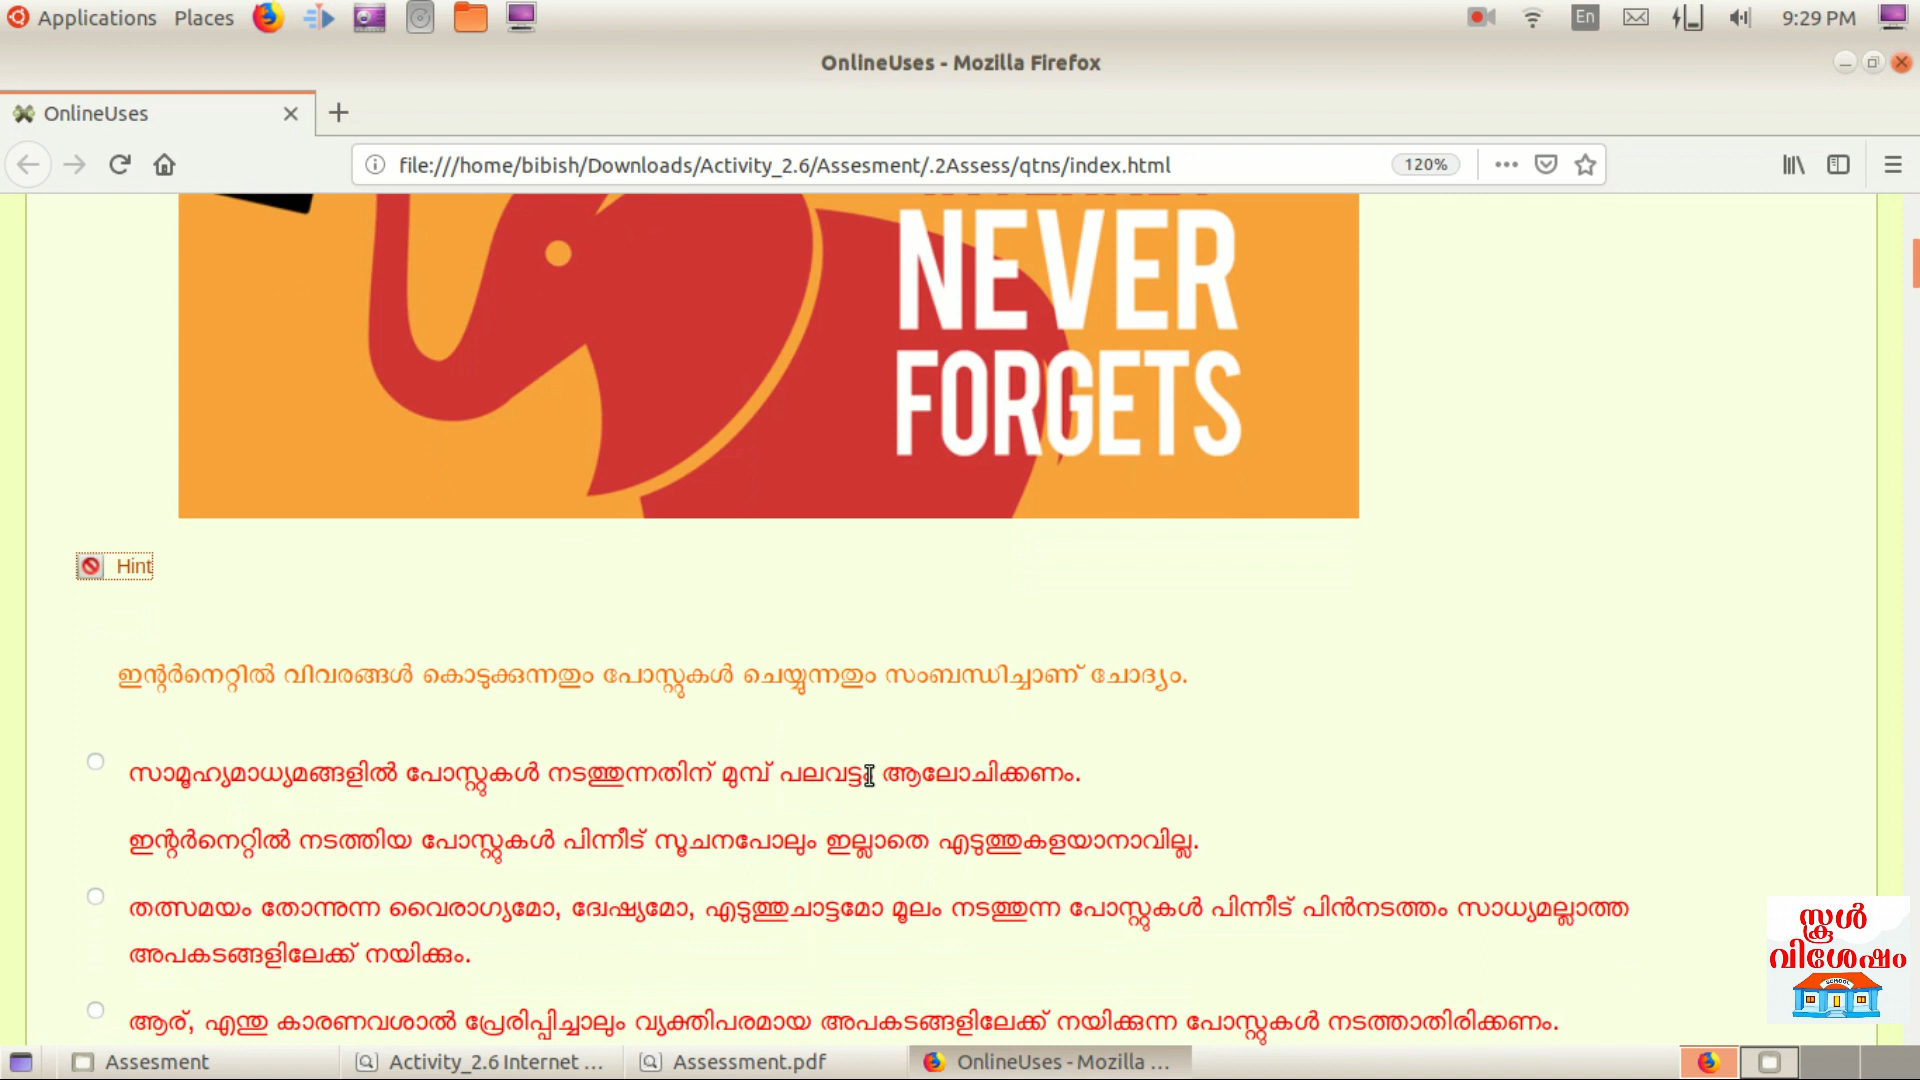 Applications Places En 9:29 PM
OnlineUses - Mozilla Firefox
OnlineUses
file:///home/bibish/Downloads/Activity_2.6/Assesment/.2Assess/qtns/index.html 120%
NEVER
FORGETS
Hint
ഇന്റർനെറ്റിൽ വിവരങ്ങൾ കൊടുക്കുന്നതും പോസ്റ്റുകൾ ചെയ്യുന്നതും സംബന്ധിച്ചാണ് ചോദ്യം.
സാമൂഹ്യമാധ്യമങ്ങളിൽ പോസ്റ്റുകൾ നടത്തുന്നതിന് മുമ്പ് പലവട്ടം ആലോചിക്കണം.
ഇന്റർനെറ്റിൽ നടത്തിയ പോസ്റ്റുകൾ പിന്നീട് സൂചനപോലും ഇല്ലാതെ എടുത്തുകളയാനാവില്ല.
തത്സമയം തോന്നുന്ന വൈരാഗ്യമോ, ദ്വേഷ്യമോ, എടുത്തുചാട്ടമോ മൂലം നടത്തുന്ന പോസ്റ്റുകൾ പിന്നീട് പിൻനടത്തം സാധ്യമല്ലാത്ത
അപകടങ്ങളിലേക്ക് നയിക്കും.
ആര്, എന്തു കാരണവശാൽ പ്രേരിപ്പിച്ചാലും വ്യക്തിപരമായ അപകടങ്ങളിലേക്ക് നയിക്കുന്ന പോസ്റ്റുകൾ നടത്താതിരിക്കണം.
സ്കൂൾ
വിശേഷം
SCHOOL
Assesment Activity_2.6 Internet ... Assessment.pdf OnlineUses - Mozilla ...